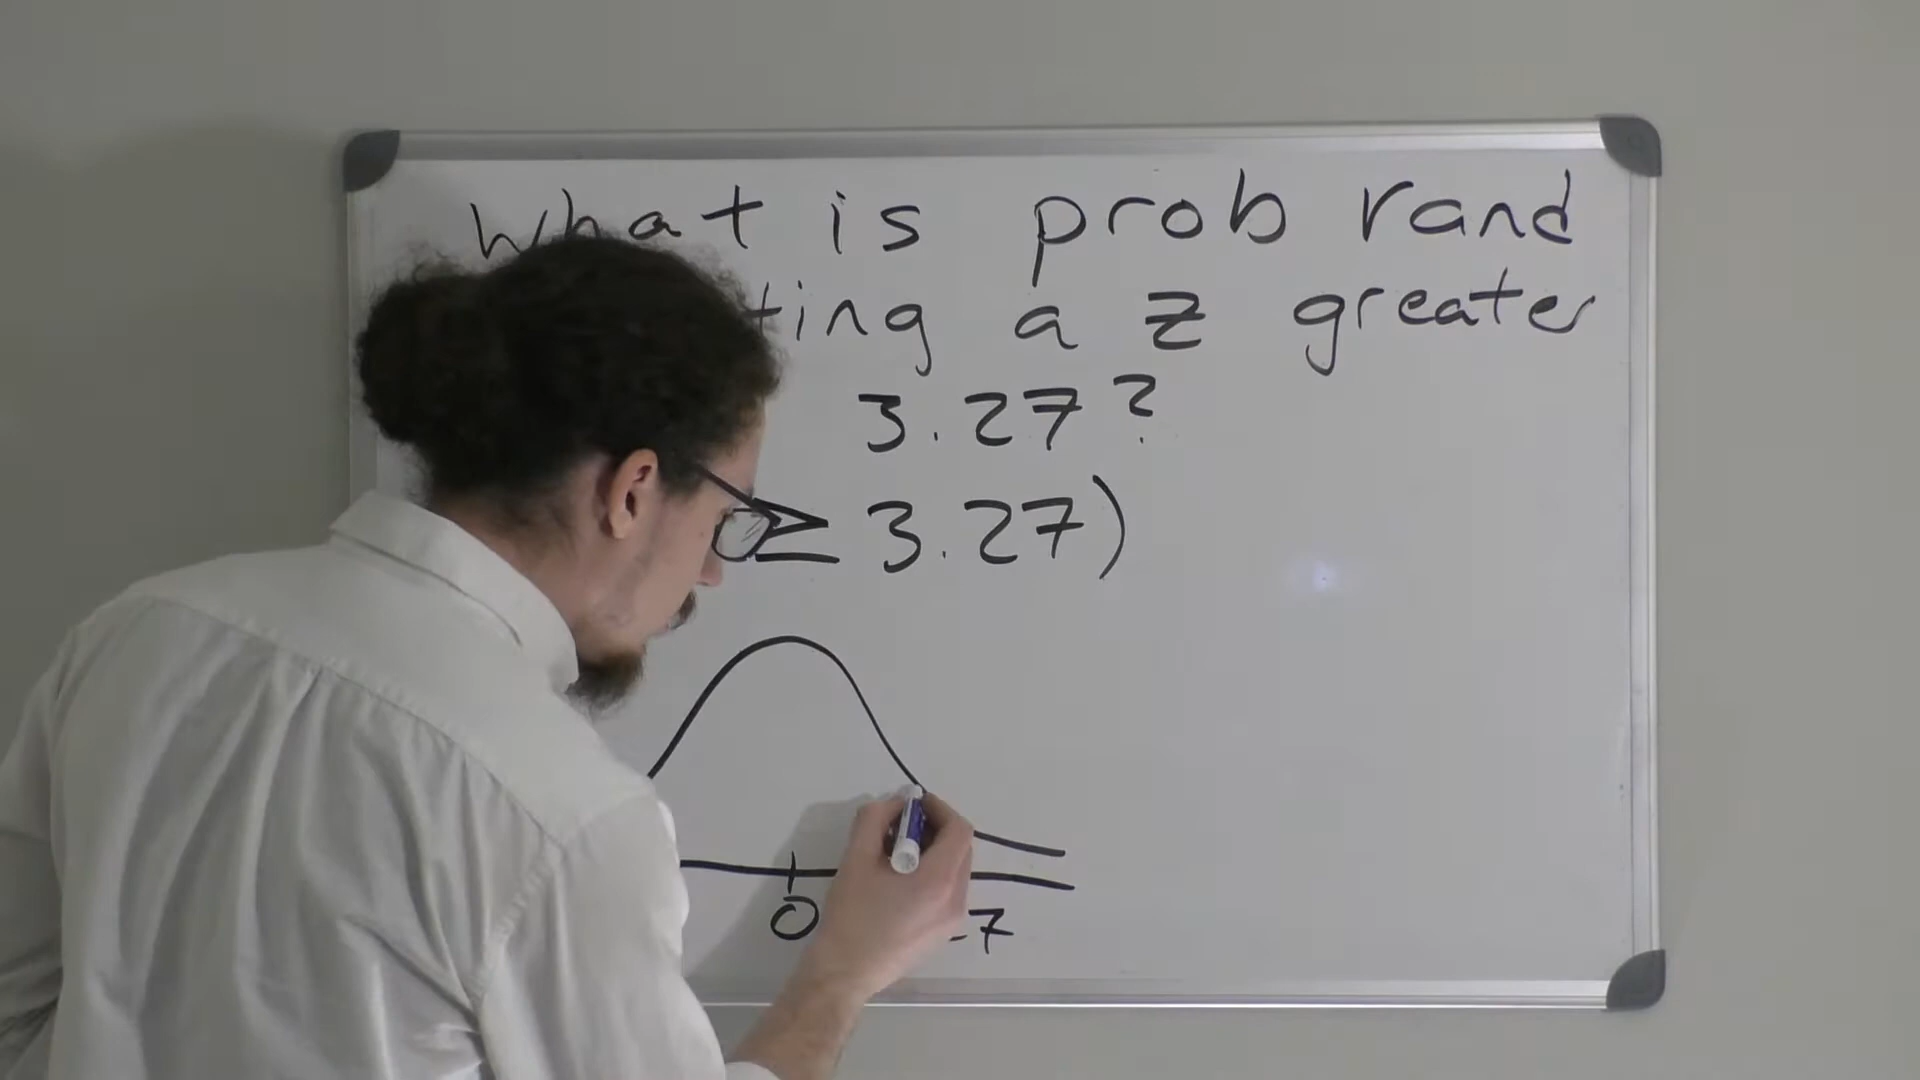 What is prob rand
ting a z greater
3.27?
≥ 3.27)
0 7